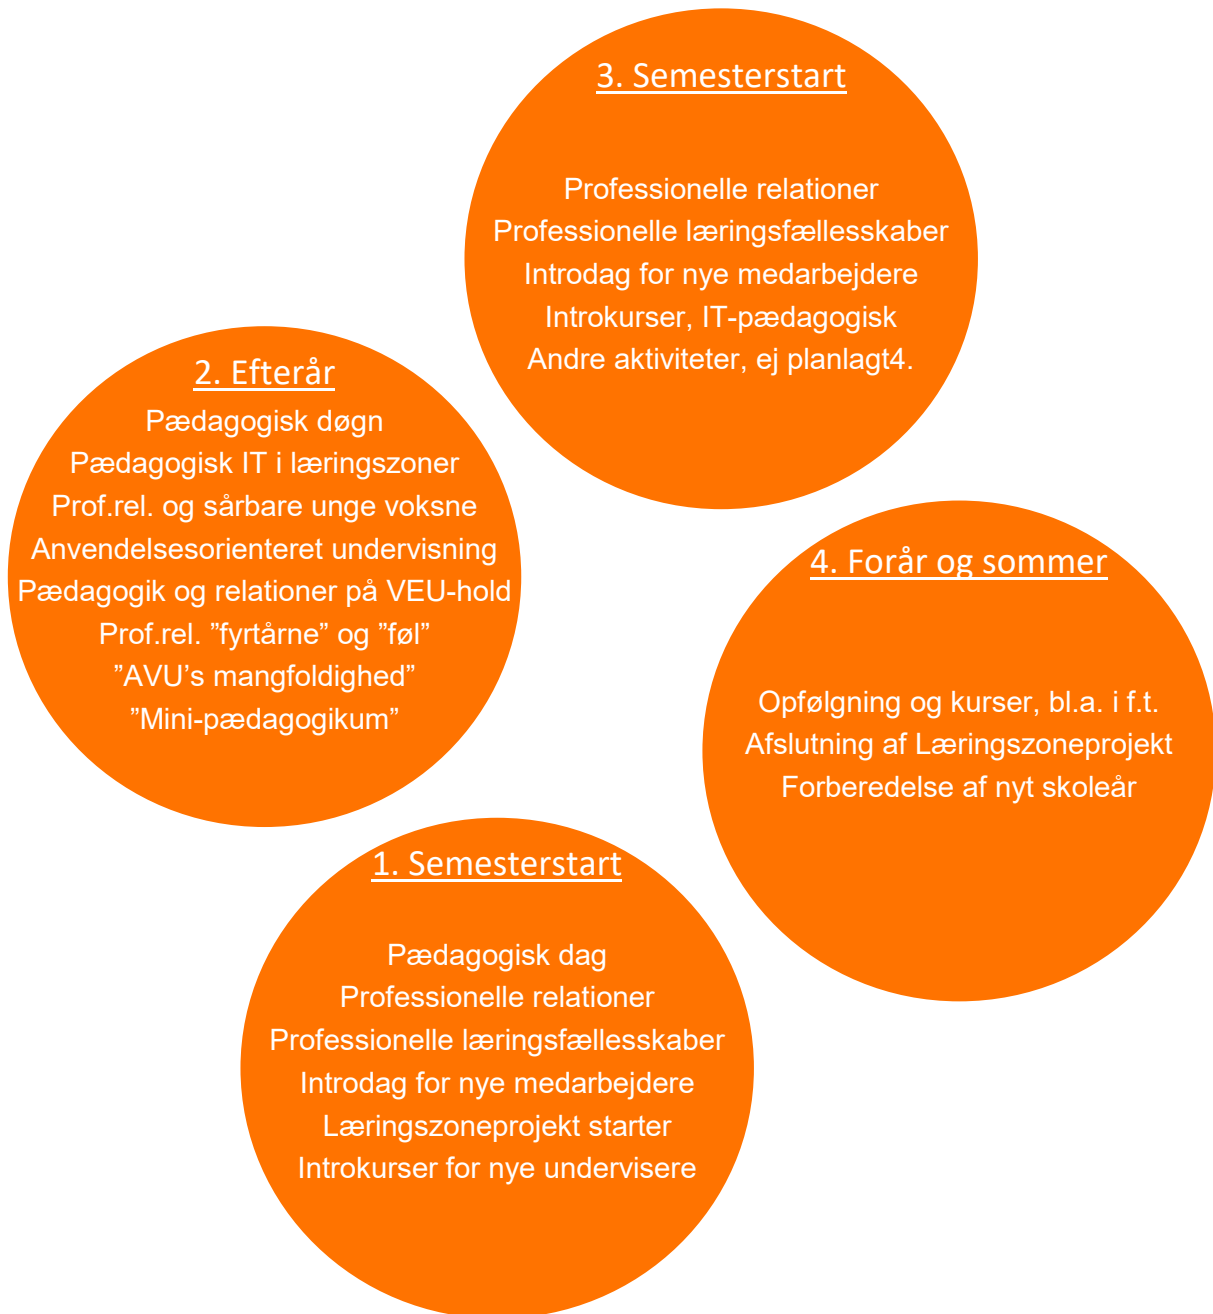 3. Semesterstart
Professionelle relationer
Professionelle læringsfællesskaber
Introdag for nye medarbejdere
Introkurser, IT-pædagogisk
Andre aktiviteter, ej planlagt4.
2. Efterår
Pædagogisk døgn
Pædagogisk IT i læringszoner
Prof.rel. og sårbare unge voksne
Anvendelsesorienteret undervisning
Pædagogik og relationer på VEU-hold
Prof.rel. ”fyrtårne” og ”føl”
”AVU’s mangfoldighed”
”Mini-pædagogikum”
4. Forår og sommer
Opfølgning og kurser, bl.a. i f.t.
Afslutning af Læringszoneprojekt
Forberedelse af nyt skoleår
1. Semesterstart
Pædagogisk dag
Professionelle relationer
Professionelle læringsfællesskaber
Introdag for nye medarbejdere
Læringszoneprojekt starter
Introkurser for nye undervisere